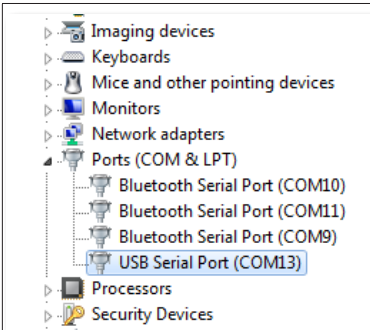 Imaging devices
Keyboards
Mice and other pointing devices
Monitors
Network adapters
Ports (COM & LPT)
Bluetooth Serial Port (COM10)
Bluetooth Serial Port (COM11)
Bluetooth Serial Port (COM9)
USB Serial Port (COM13)
Processors
Security Devices